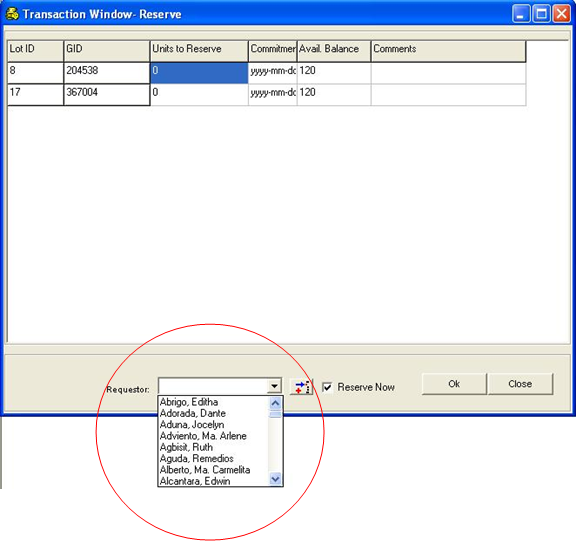 Transaction Window- Reserve
Lot ID GID Units to Reserve Commitmer Avail. Balance Comments
8 204538 0 yyyy-mm-dd 120
17 367004 0 yyyy-mm-dd 120
Requestor: Reserve Now Ok Close
Abrigo, Editha
Adorada, Dante
Aduna, Jocelyn
Adviento, Ma. Arlene
Agbisit, Ruth
Aguda, Remedios
Alberto, Ma. Carmelita
Alcantara, Edwin